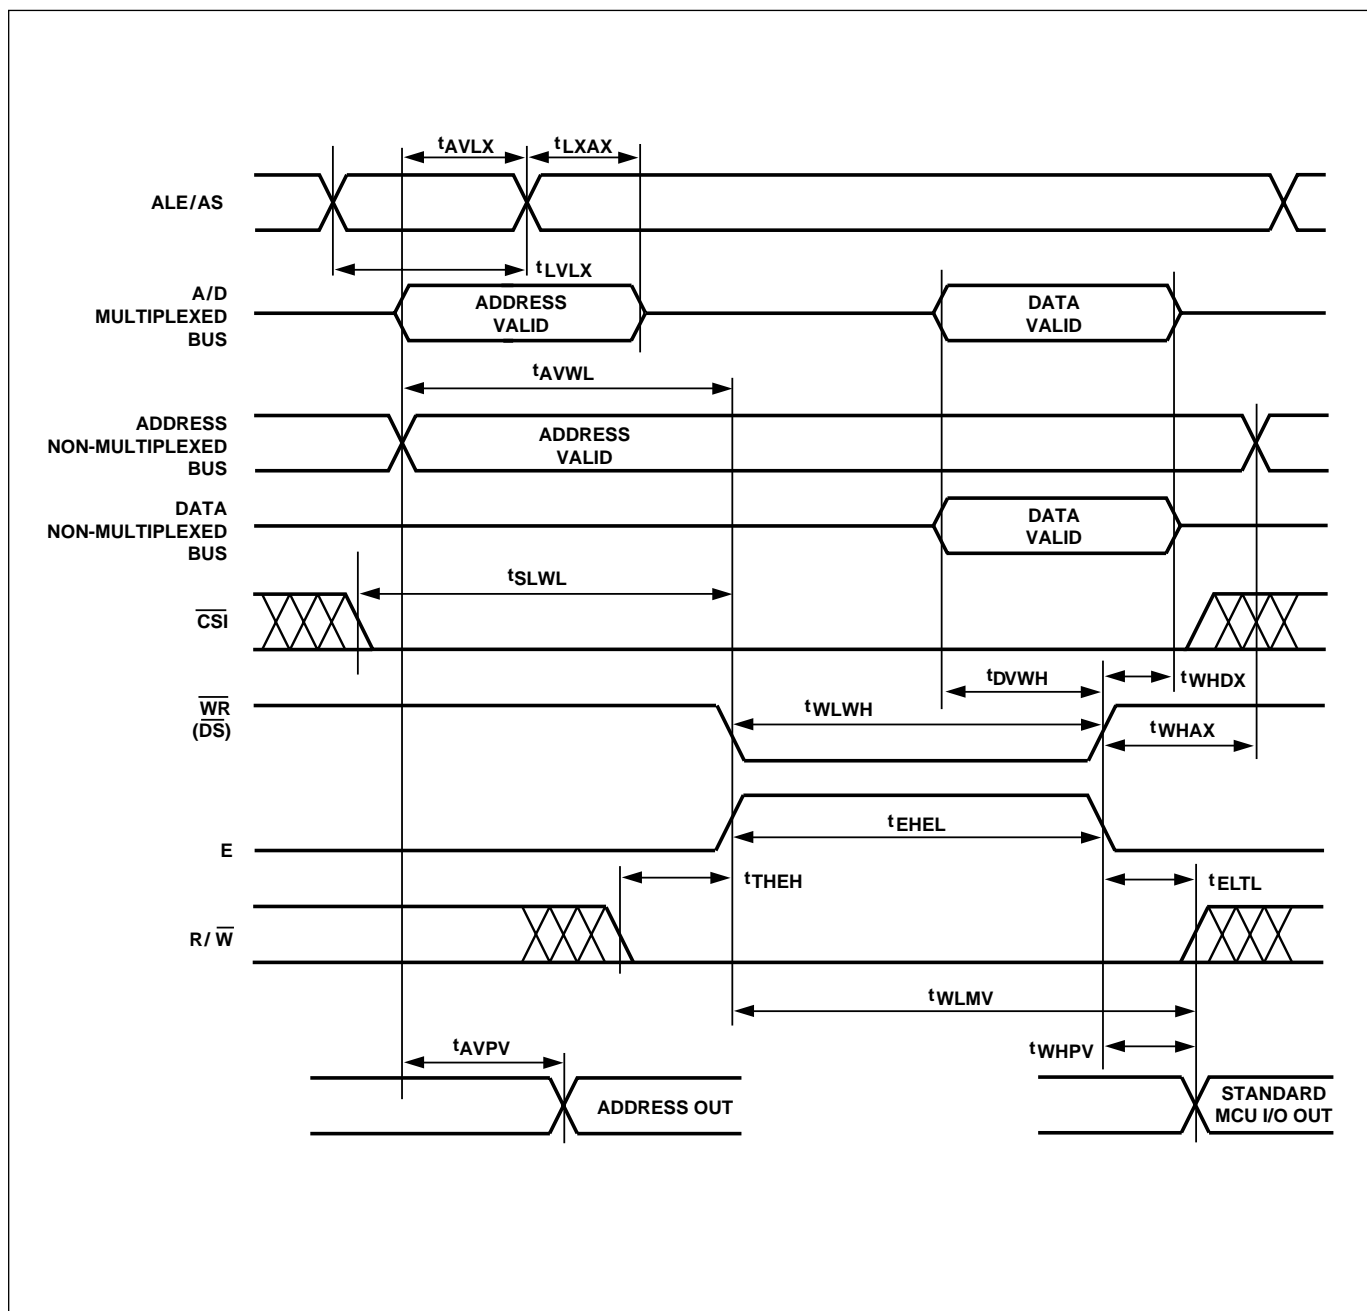 tAVLX tLXAX
ALE/AS
tLVLX
A/D
MULTIPLEXED
BUS
ADDRESS
VALID
DATA
VALID
tAVWL
ADDRESS
NON-MULTIPLEXED
BUS
ADDRESS
VALID
DATA
NON-MULTIPLEXED
BUS
DATA
VALID
tSLWL
CSI
tDVWH tWHDX
WR
(DS)
tWLWH
tWHAX
tEHEL
E
tTHEH tELTL
R/W
tWLMV
tAVPV tWHPV
ADDRESS OUT
STANDARD
MCU I/O OUT